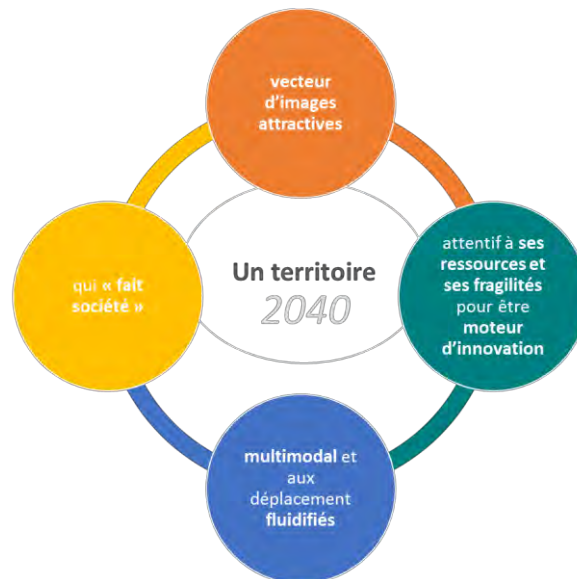 vecteur
d'images
attractives
Un territoire
2040
attentif à ses
ressources et
ses fragilités
pour être
moteur
d'innovation
qui « fait
société »
multimodal et
aux
déplacement
fluidifiés